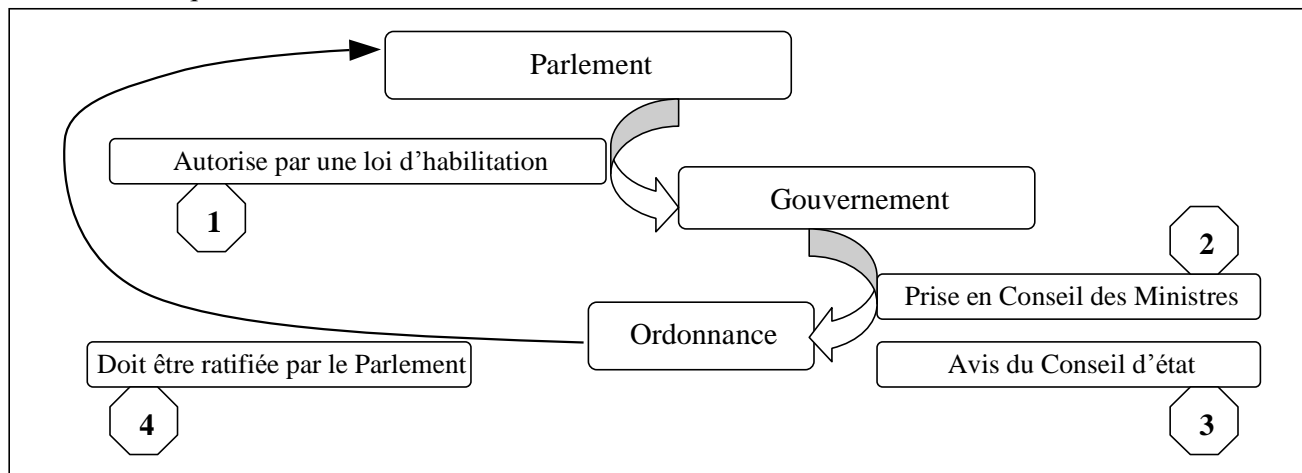 Parlement
Autorise par une loi d’habilitation
1
Gouvernement
2
Prise en Conseil des Ministres
Ordonnance
Avis du Conseil d’état
3
Doit être ratifiée par le Parlement
4